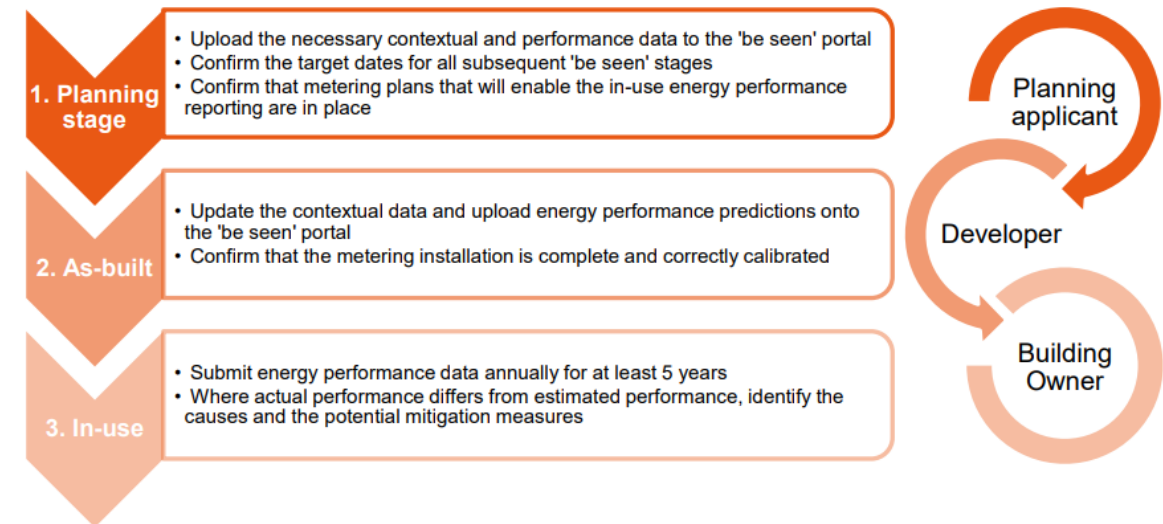 1. Planning
stage
• Upload the necessary contextual and performance data to the 'be seen' portal
• Confirm the target dates for all subsequent 'be seen' stages
• Confirm that metering plans that will enable the in-use energy performance
reporting are in place
Planning
applicant
2. As-built
• Update the contextual data and upload energy performance predictions onto
the 'be seen' portal
• Confirm that the metering installation is complete and correctly calibrated
Developer
3. In-use
• Submit energy performance data annually for at least 5 years
• Where actual performance differs from estimated performance, identify the
causes and the potential mitigation measures
Building
Owner